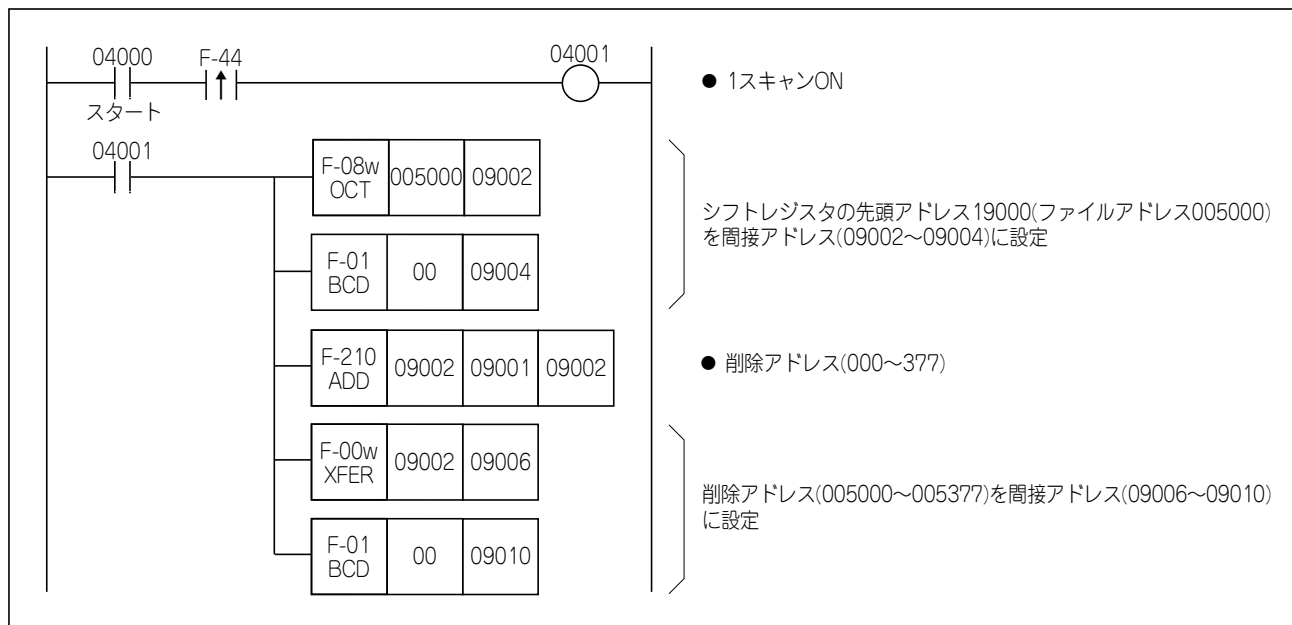 04000 F-44 04001
● 1スキャンON
スタート
04001
F-08w
OCT 005000 09002
シフトレジスタの先頭アドレス19000(ファイルアドレス005000)
を間接アドレス(09002～09004)に設定
F-01
BCD 00 09004
F-210
ADD 09002 09001 09002
● 削除アドレス(000～377)
F-00w
XFER 09002 09006
削除アドレス(005000～005377)を間接アドレス(09006～09010)
に設定
F-01
BCD 00 09010